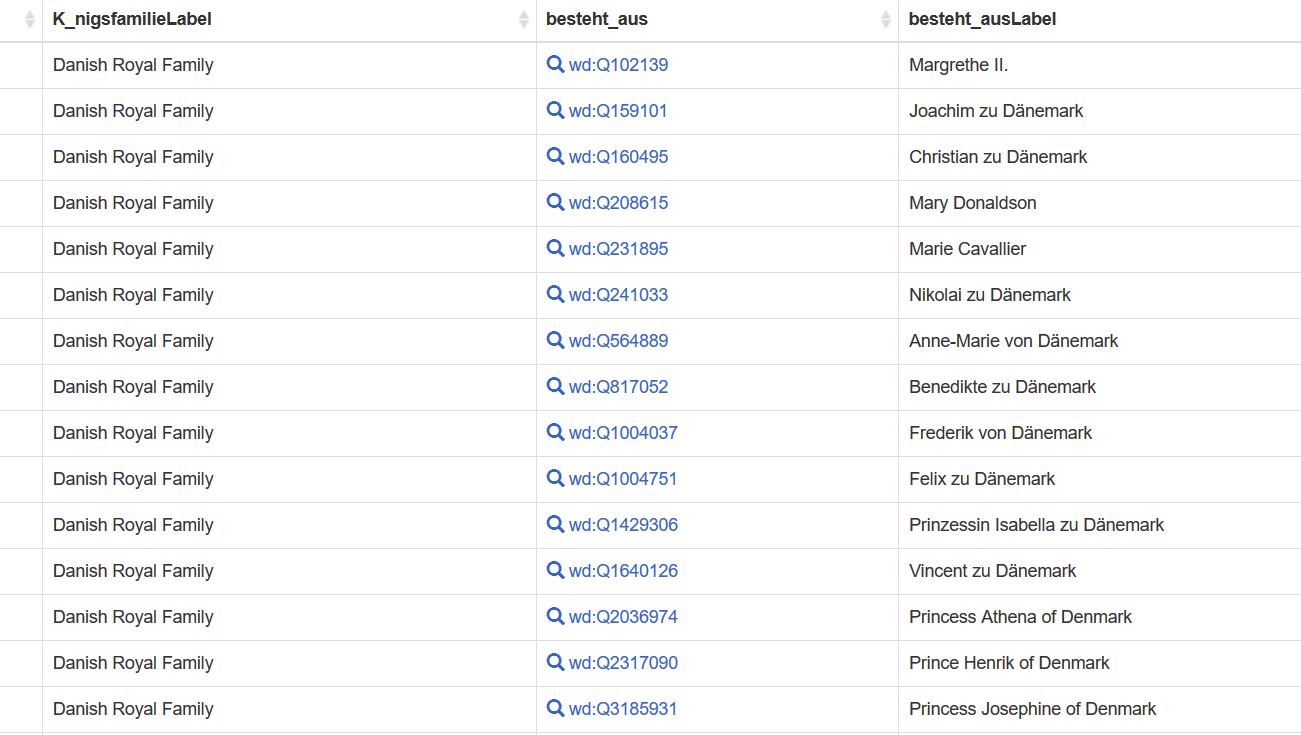 K_nigsfamilieLabel besteht_aus besteht_ausLabel
Danish Royal Family wd:Q102139 Margrethe II.
Danish Royal Family wd:Q159101 Joachim zu Dänemark
Danish Royal Family wd:Q160495 Christian zu Dänemark
Danish Royal Family wd:Q208615 Mary Donaldson
Danish Royal Family wd:Q231895 Marie Cavallier
Danish Royal Family wd:Q241033 Nikolai zu Dänemark
Danish Royal Family wd:Q564889 Anne-Marie von Dänemark
Danish Royal Family wd:Q817052 Benedikte zu Dänemark
Danish Royal Family wd:Q1004037 Frederik von Dänemark
Danish Royal Family wd:Q1004751 Felix zu Dänemark
Danish Royal Family wd:Q1429306 Prinzessin Isabella zu Dänemark
Danish Royal Family wd:Q1640126 Vincent zu Dänemark
Danish Royal Family wd:Q2036974 Princess Athena of Denmark
Danish Royal Family wd:Q2317090 Prince Henrik of Denmark
Danish Royal Family wd:Q3185931 Princess Josephine of Denmark